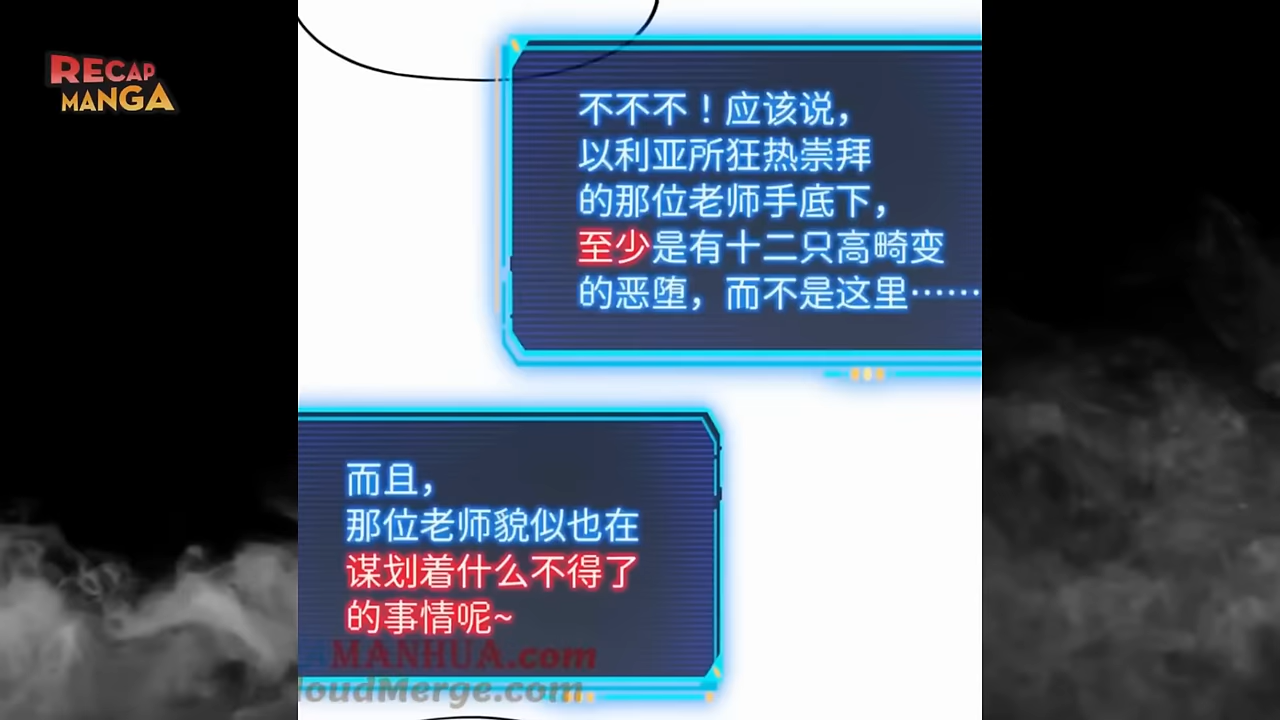 RECAP
MANGA
不不不！应该说，
以利亚所狂热崇拜
的那位老师手底下，
至少是有十二只高畸变
的恶堕，而不是这里……
而且，
那位老师貌似也在
谋划着什么不得了
的事情呢~
MANHUA.com
loudMerge.com